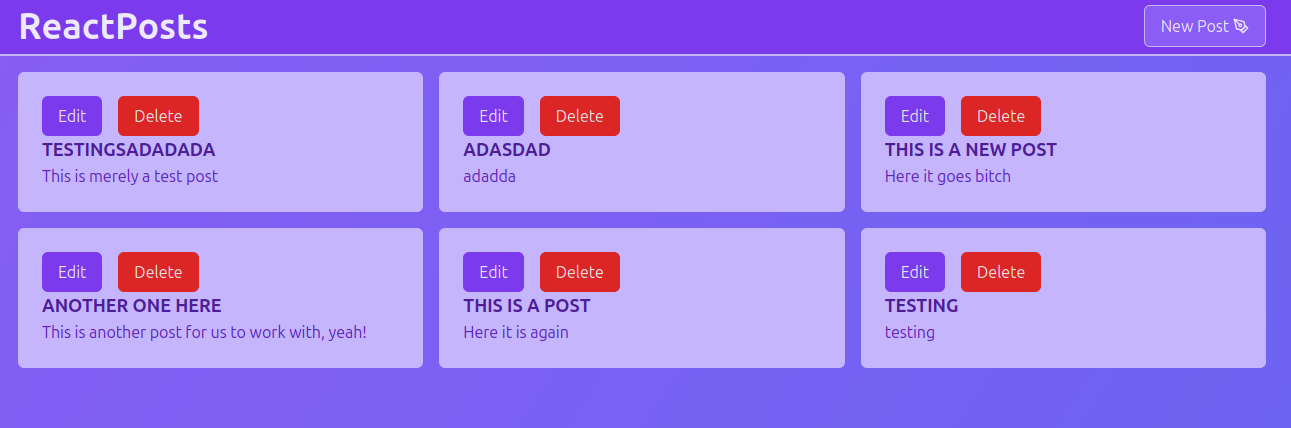 ReactPosts
New Post
Edit Delete
TESTINGSADADADA
This is merely a test post
Edit Delete
ADASDAD
adadda
Edit Delete
THIS IS A NEW POST
Here it goes bitch
Edit Delete
ANOTHER ONE HERE
This is another post for us to work with, yeah!
Edit Delete
THIS IS A POST
Here it is again
Edit Delete
TESTING
testing